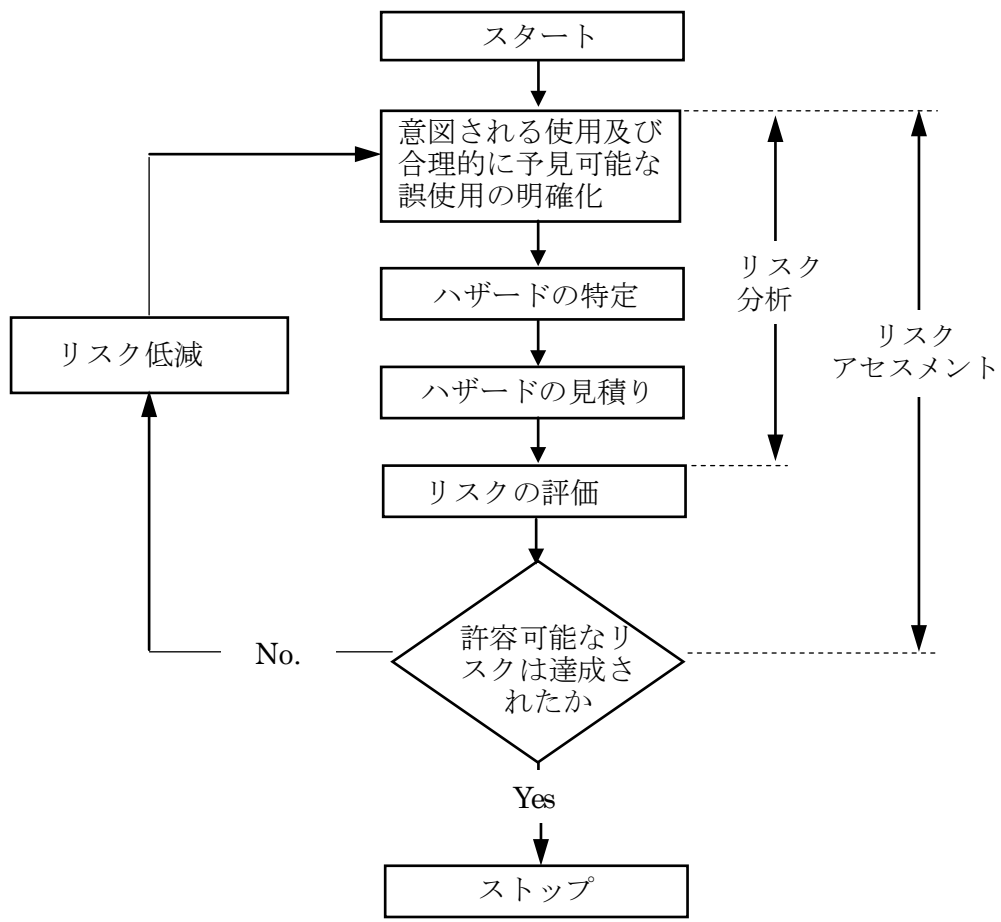 スタート
意図される使用及び
合理的に予見可能な
誤使用の明確化
ハザードの特定
リスク
分析
リスク
アセスメント
リスク低減
ハザードの見積り
リスクの評価
許容可能なリ
スクは達成さ
れたか
No.
Yes
ストップ